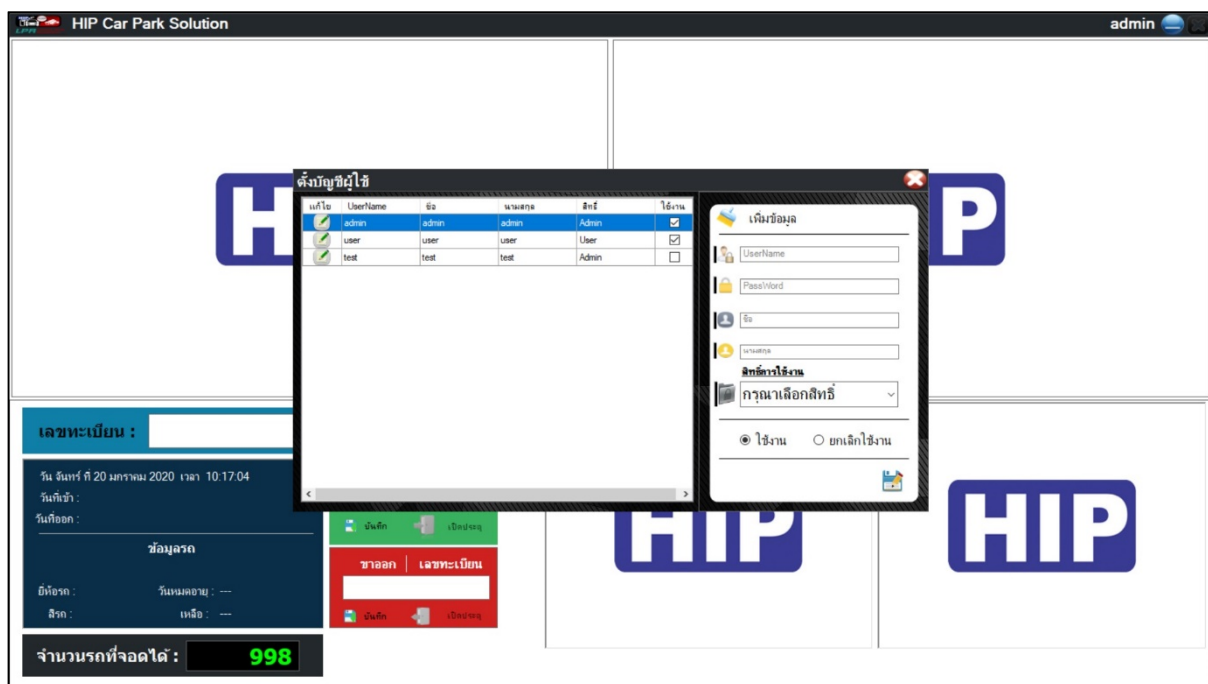 HIP Car Park Solution
admin
ตั้งบัญชีผู้ใช้
แก้ไข UserName ชื่อ นามสกุล สิทธิ์ ใช้งาน
admin admin admin Admin
user user user User
test test test Admin
เพิ่มข้อมูล
UserName
PassWord
ชื่อ
นามสกุล
สิทธิ์การใช้งาน
กรุณาเลือกสิทธิ์
ใช้งาน ยกเลิกใช้งาน
เลขทะเบียน :
วัน จันทร์ ที่ 20 มกราคม 2020 เวลา 10:17:04
วันที่เข้า :
วันที่ออก :
ข้อมูลรถ
ยี่ห้อรถ : วันหมดอายุ : ---
สีรถ : เหลือ : ---
จำนวนรถที่จอดได้ : 998
บันทึก เปิดประตู
ขาออก | เลขทะเบียน
บันทึก เปิดประตู
HIP
HIP